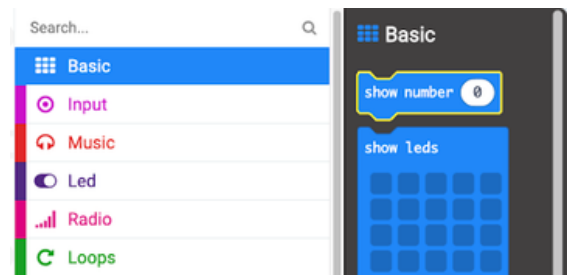 Search...
Basic
Input
Music
Led
Radio
Loops
Basic
show number 0
show leds